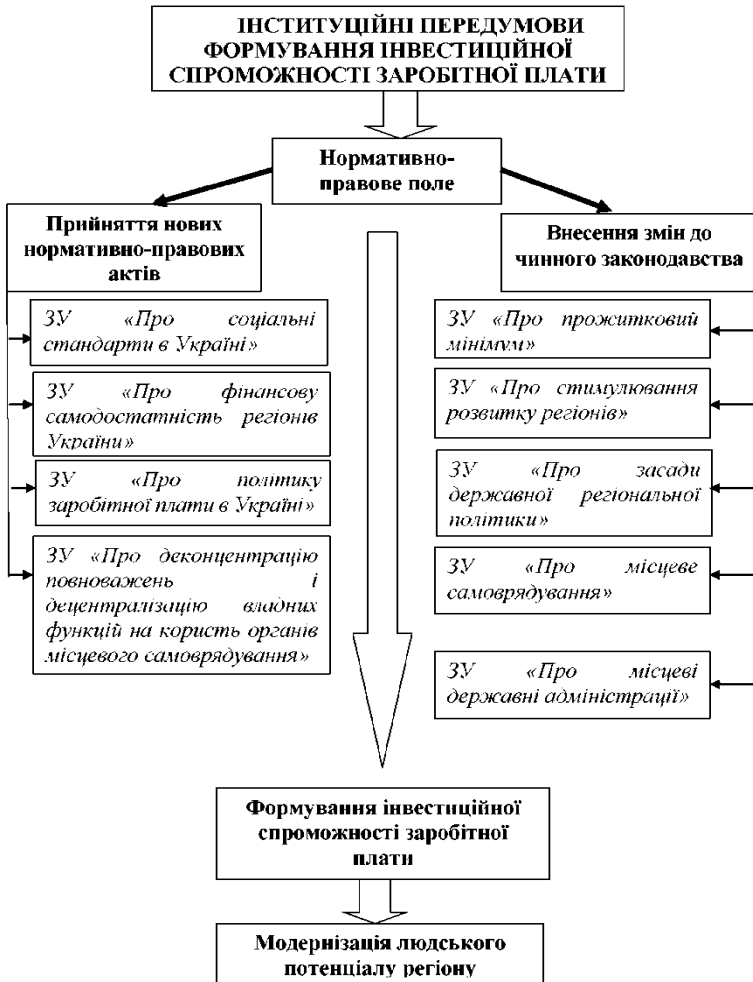 ІНСТИТУЦІЙНІ ПЕРЕДУМОВИ
ФОРМУВАННЯ ІНВЕСТИЦІЙНОЇ
СПРОМОЖНОСТІ ЗАРОБІТНОЇ ПЛАТИ
Нормативно-
правове поле
Прийняття нових
нормативно-правових
актів
ЗУ «Про соціальні
стандарти в Україні»
ЗУ «Про фінансову
самодостатність регіонів
України»
ЗУ «Про політику
заробітної плати в Україні»
ЗУ «Про деконцентрацію
повноважень і
децентралізацію владних
функцій на користь органів
місцевого самоврядування»
Внесення змін до
чинного законодавства
ЗУ «Про прожитковий
мінімум»
ЗУ «Про стимулювання
розвитку регіонів»
ЗУ «Про засади
державної регіональної
політики»
ЗУ «Про місцеве
самоврядування»
ЗУ «Про місцеві
державні адміністрації»
Формування інвестиційної
спроможності заробітної
плати
Модернізація людського
потенціалу регіону